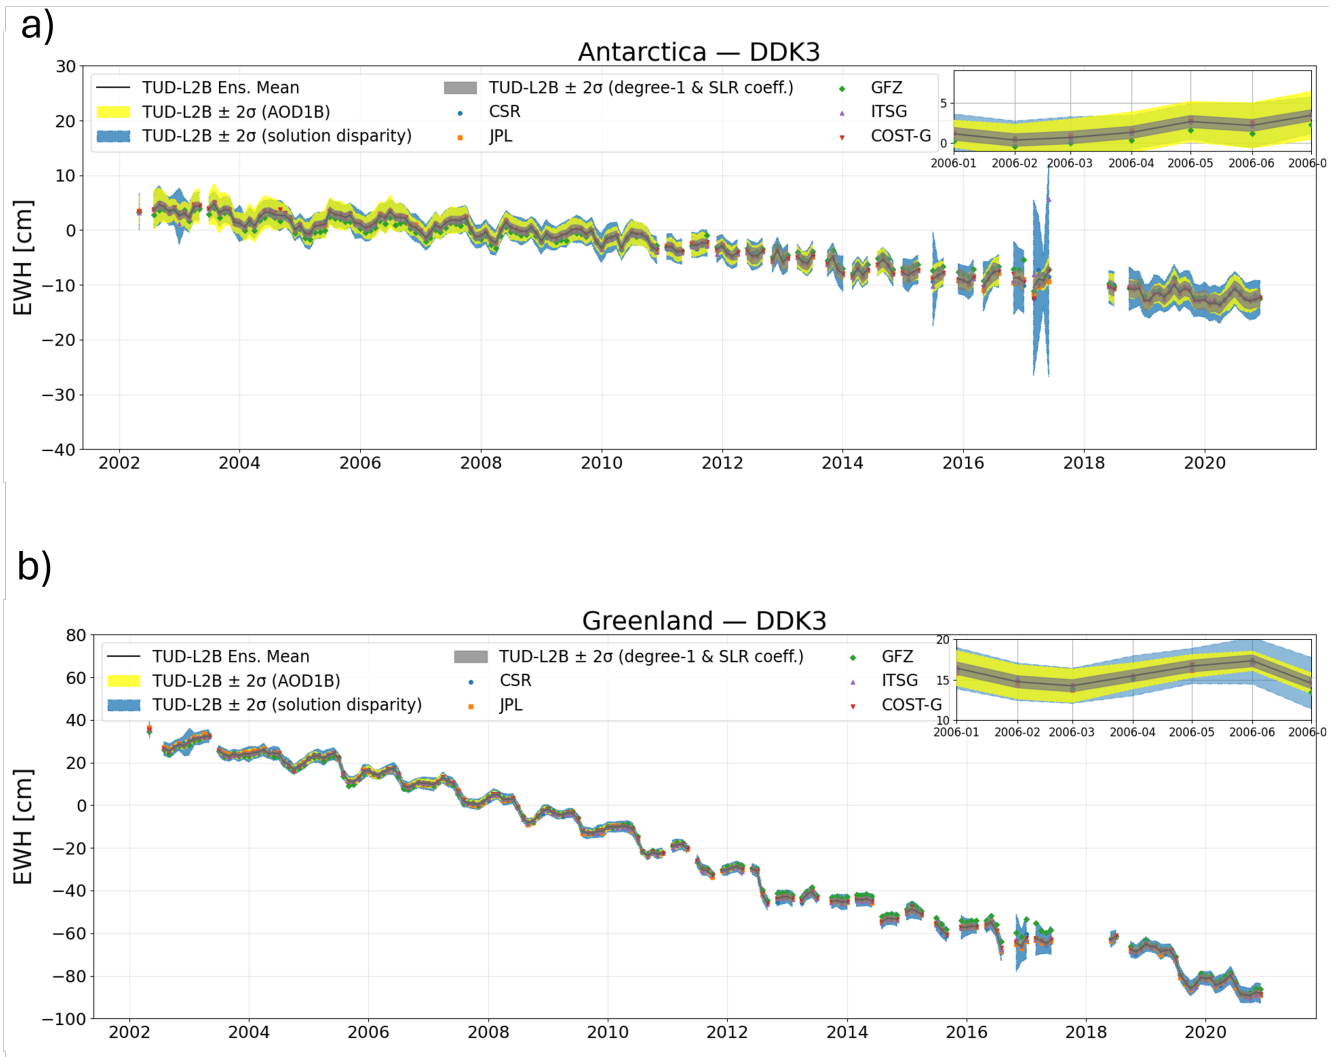 a)
Antarctica — DDK3
TUD-L2B Ens. Mean
TUD-L2B ± 2σ (AOD1B)
TUD-L2B ± 2σ (solution disparity)
TUD-L2B ± 2σ (degree-1 & SLR coeff.)
CSR
JPL
GFZ
ITSG
COST-G
5
0
2006-01 2006-02 2006-03 2006-04 2006-05 2006-06 2006-0
EWH [cm]
30
20
10
0
−10
−20
−30
−40
2002 2004 2006 2008 2010 2012 2014 2016 2018 2020
b)
Greenland — DDK3
TUD-L2B Ens. Mean
TUD-L2B ± 2σ (AOD1B)
TUD-L2B ± 2σ (solution disparity)
TUD-L2B ± 2σ (degree-1 & SLR coeff.)
CSR
JPL
GFZ
ITSG
COST-G
20
15
10
2006-01 2006-02 2006-03 2006-04 2006-05 2006-06 2006-0
EWH [cm]
80
60
40
20
0
−20
−40
−60
−80
−100
2002 2004 2006 2008 2010 2012 2014 2016 2018 2020